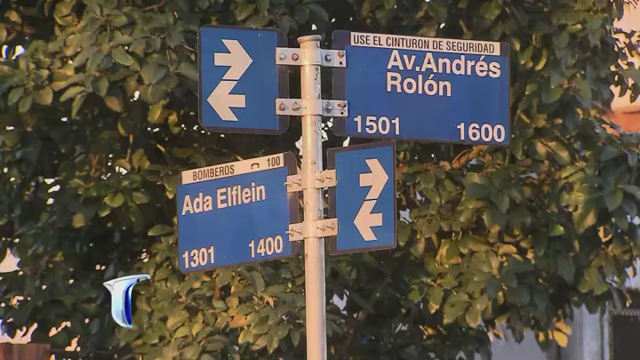 USE EL CINTURON DE SEGURIDAD
Av.Andrés
Rolón
1501 1600
BOMBEROS 100
Ada Elflein
1301 1400